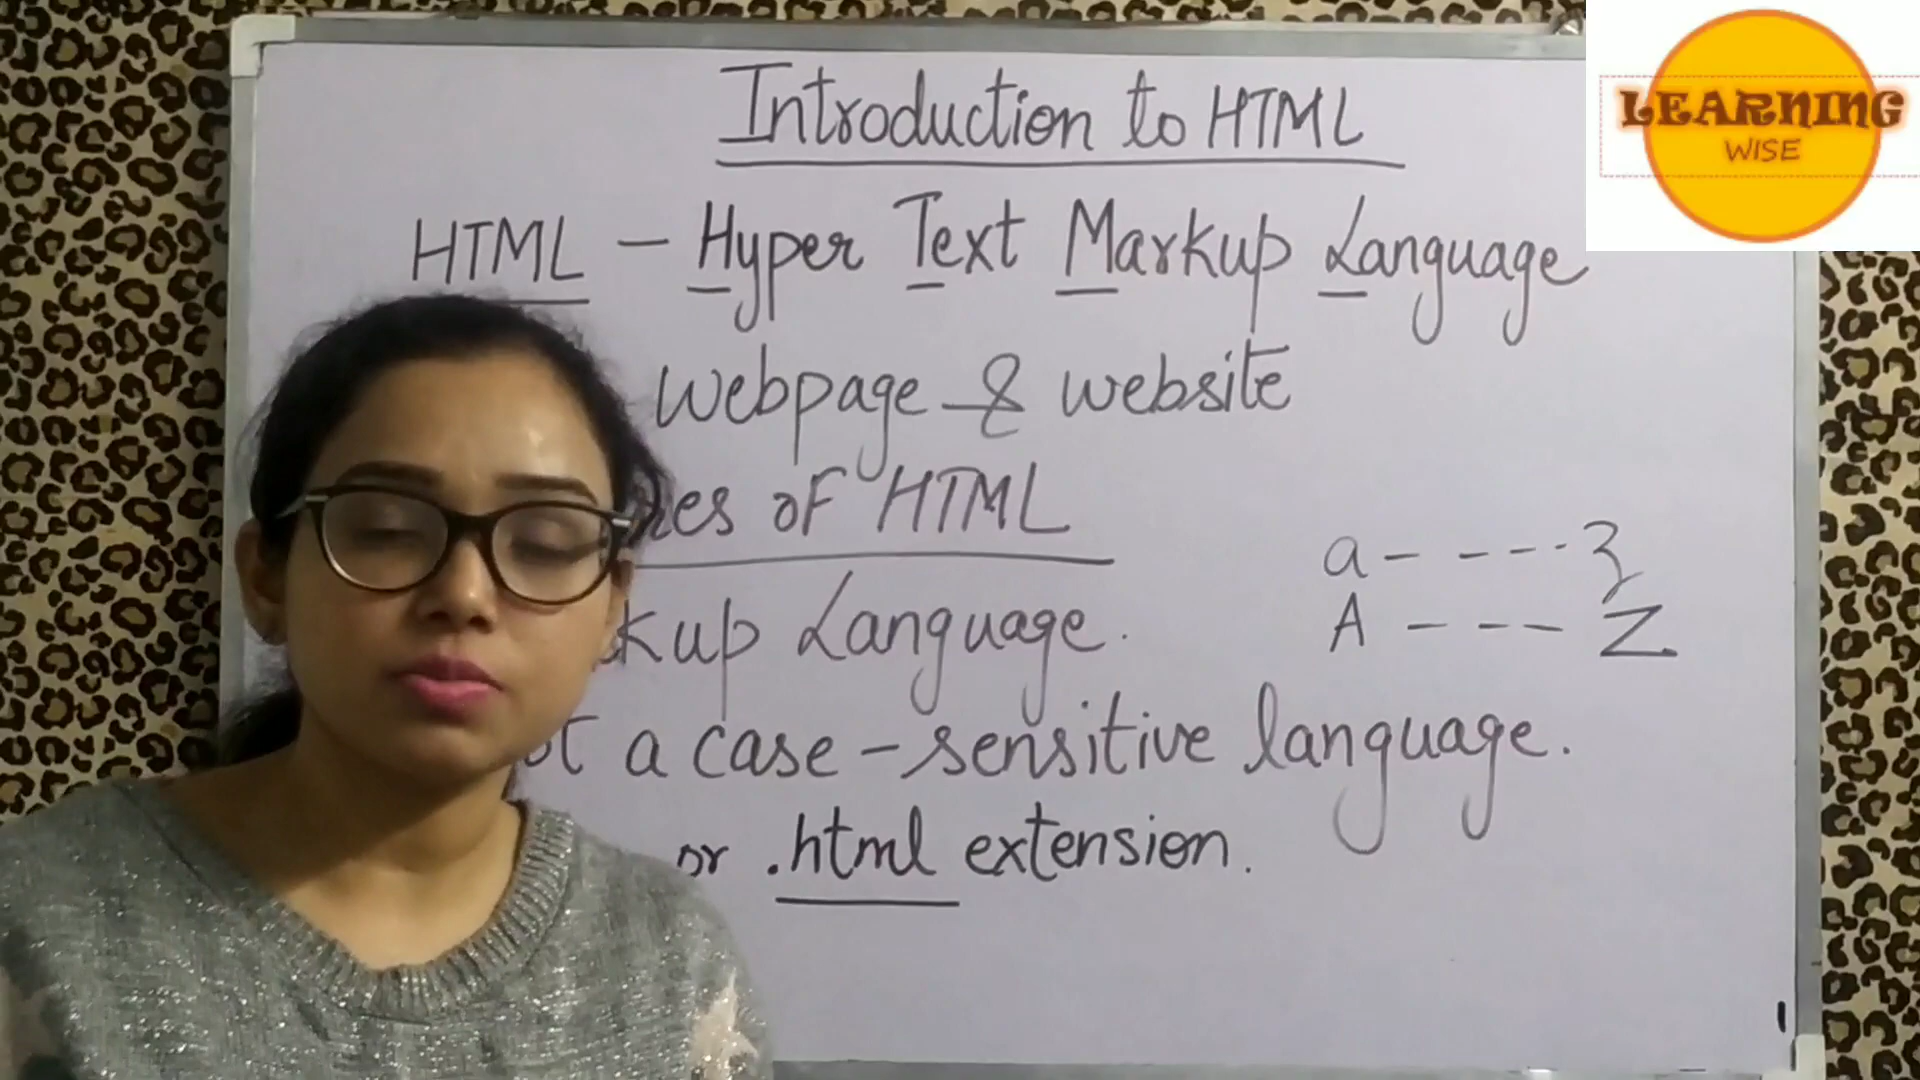 Introduction to HTML
HTML - Hyper Text Markup Language
webpage & website
of HTML
Language.
a - - - - - z
A - - - - Z
a case-sensitive language.
or .html extension.
LEARNING
WISE